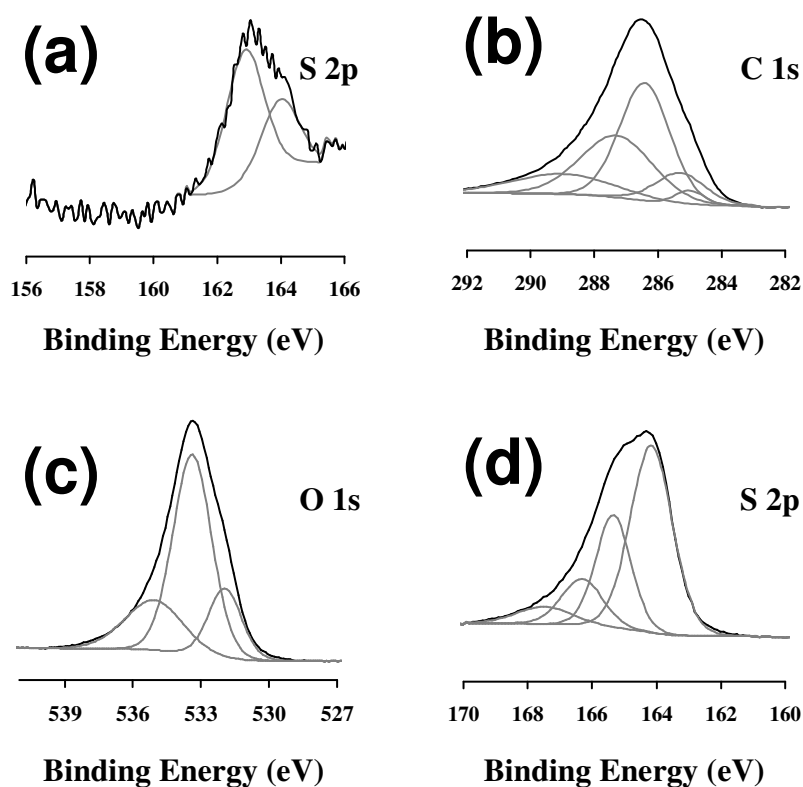 (a)
S 2p
156 158 160 162 164 166
Binding Energy (eV)
(b)
C 1s
292 290 288 286 284 282
Binding Energy (eV)
(c)
O 1s
539 536 533 530 527
Binding Energy (eV)
(d)
S 2p
170 168 166 164 162 160
Binding Energy (eV)